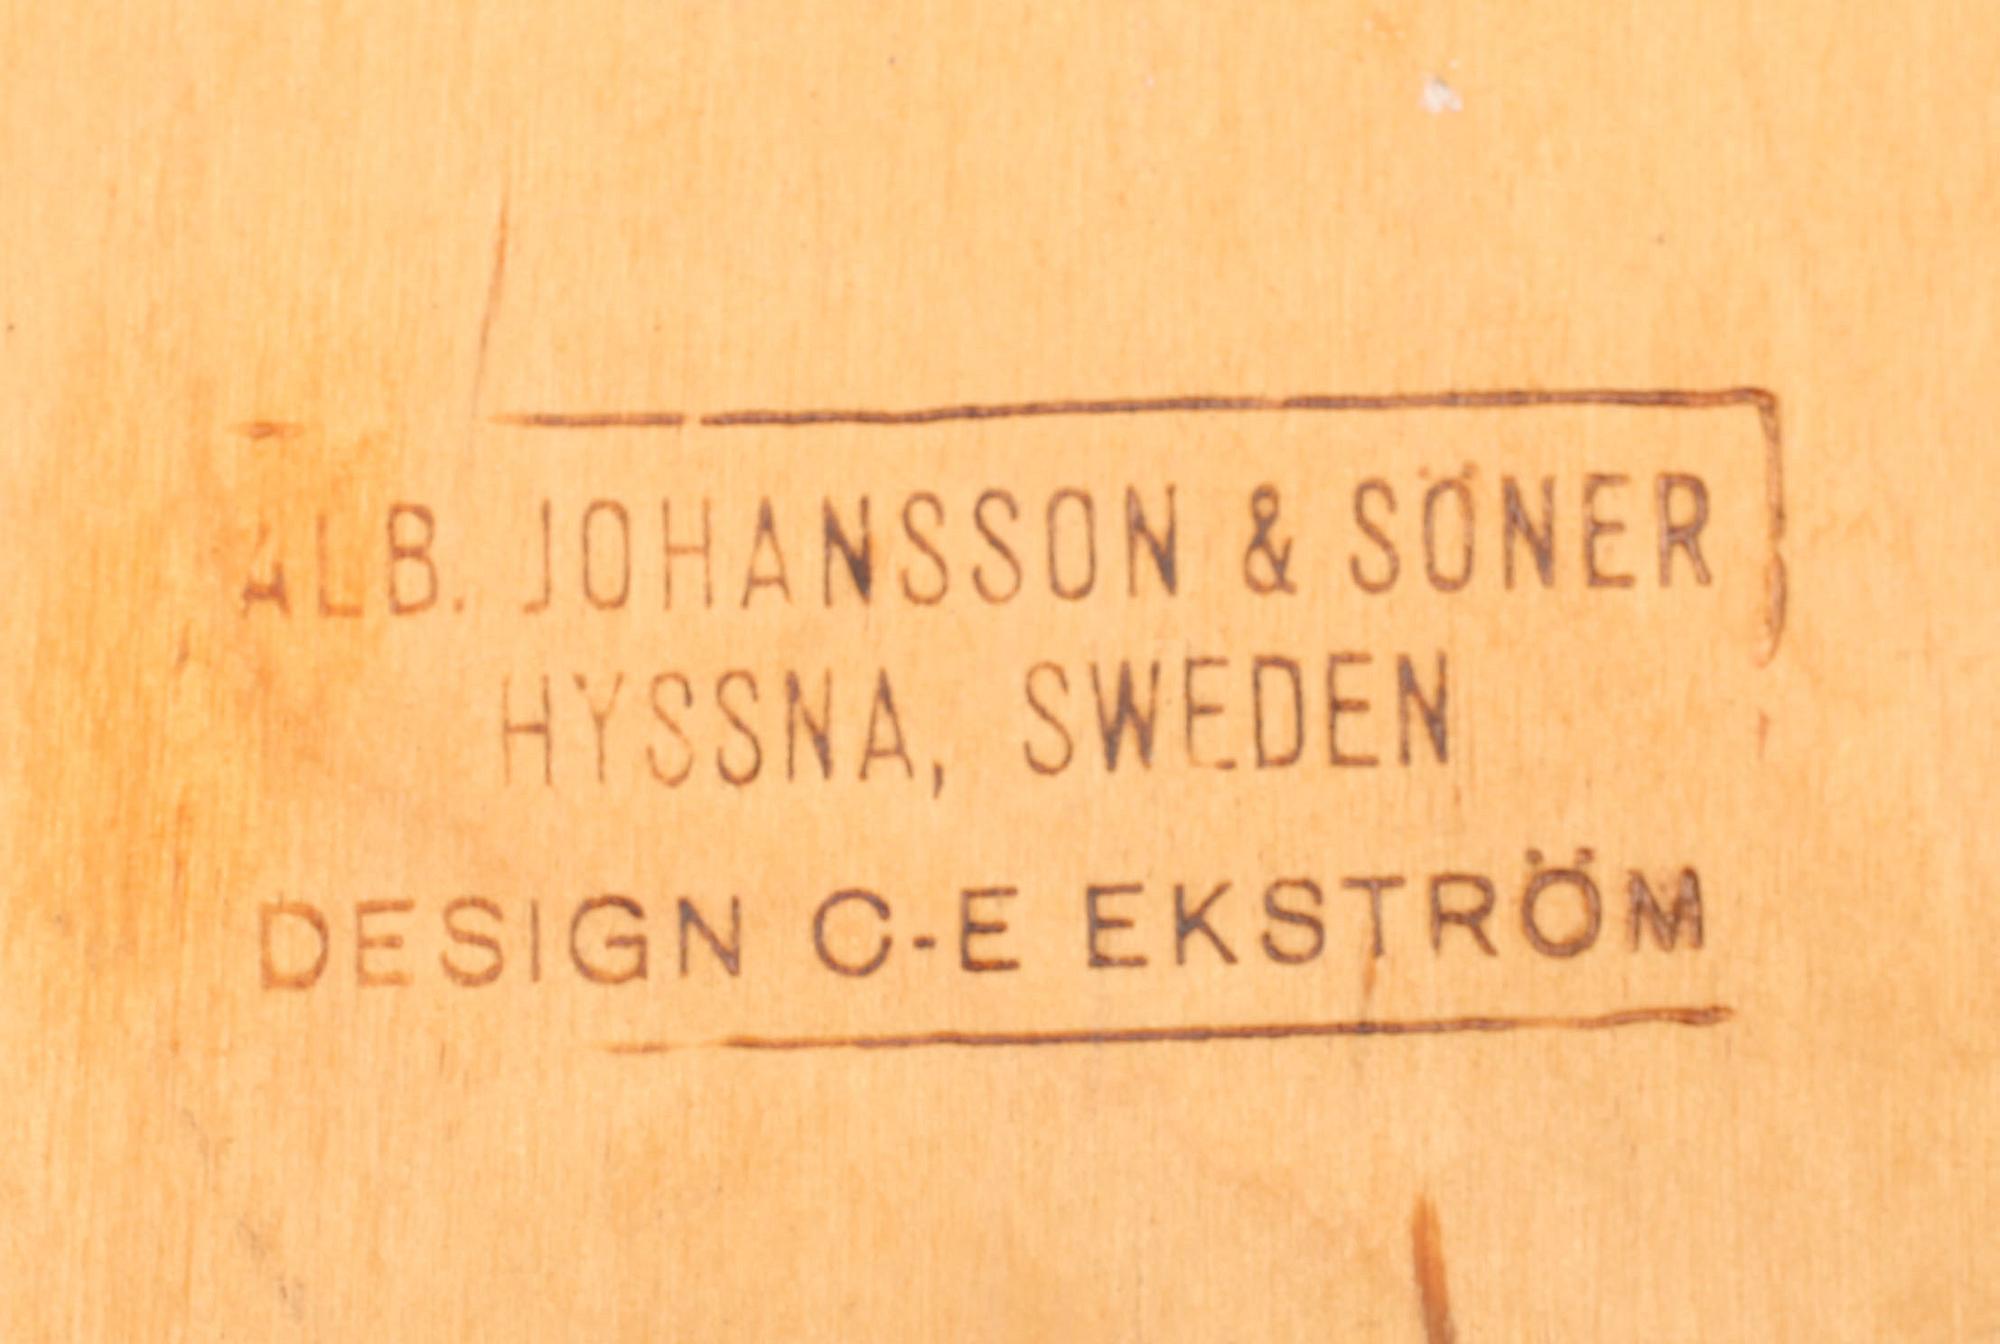 ALB. JOHANSSON & SÖNER
HYSSNA, SWEDEN
DESIGN C-E EKSTRÖM